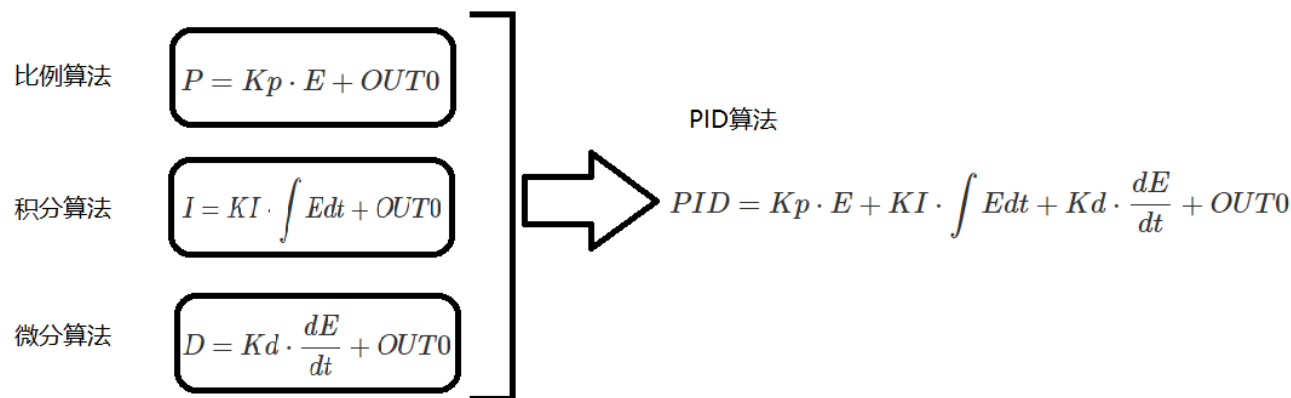 比例算法
P = Kp · E + OUT0
积分算法
I = KI · ∫ Edt + OUT0
微分算法
D = Kd · dE/dt + OUT0
PID算法
PID = Kp · E + KI · ∫ Edt + Kd · dE/dt + OUT0